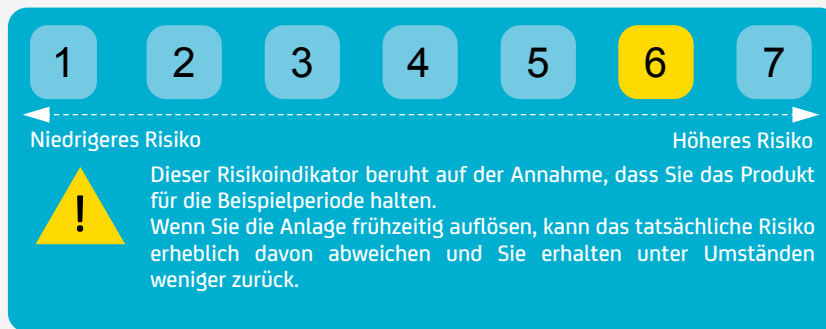 1 2 3 4 5 6 7
Niedrigeres Risiko Höheres Risiko
!
Dieser Risikoindikator beruht auf der Annahme, dass Sie das Produkt
für die Beispielperiode halten.
Wenn Sie die Anlage frühzeitig auflösen, kann das tatsächliche Risiko
erheblich davon abweichen und Sie erhalten unter Umständen
weniger zurück.